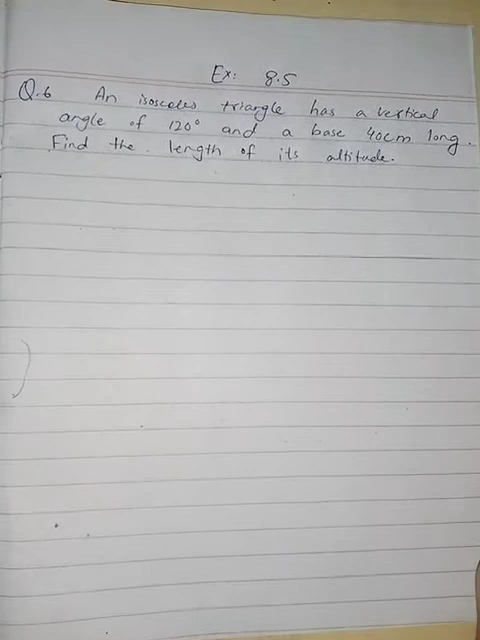 Ex: 8.5
Q.6 An isosceles triangle has a vertical
angle of 120° and a base 40cm long.
Find the length of its altitude.